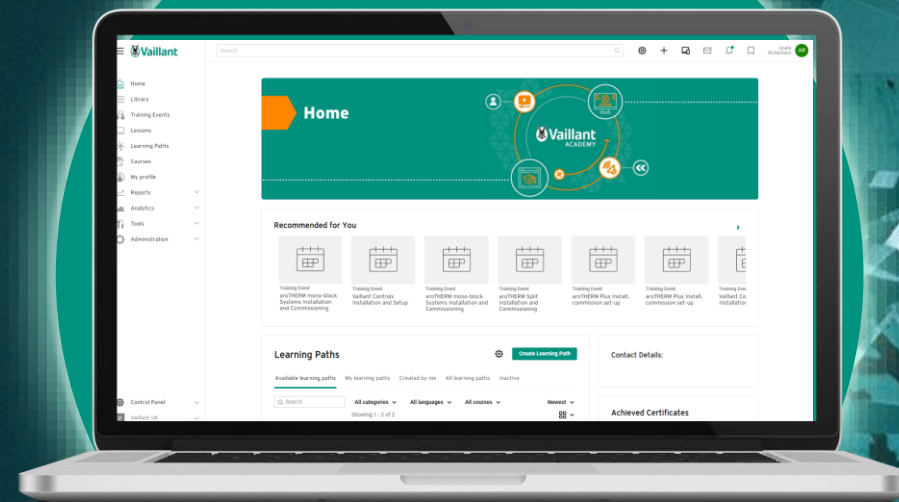 Vaillant
Search
AR
Home
Library
Training Events
Lessons
Learning Paths
Courses
My profile
Reports
Analytics
Tools
Administration
Control Panel
Vaillant UK
Home
Vaillant
ACADEMY
Recommended for You
Training Event
aroTHERM mono-block
Systems Installation
and Commissioning
Training Event
Vaillant Controls
Installation and Setup
Training Event
aroTHERM mono-block
Systems Installation and
Commissioning
Training Event
aroTHERM Split
Installation and
Commissioning
Training Event
aroTHERM Plus Install,
commission set-up
Training Event
aroTHERM Plus Install,
commission set-up
Vaillant Co
Learning Paths
Create Learning Path
Available learning paths My learning paths Created by me All learning paths Inactive
Search
All categories All languages All courses Newest
Showing 1 - 2 of 2
Contact Details:
Achieved Certificates